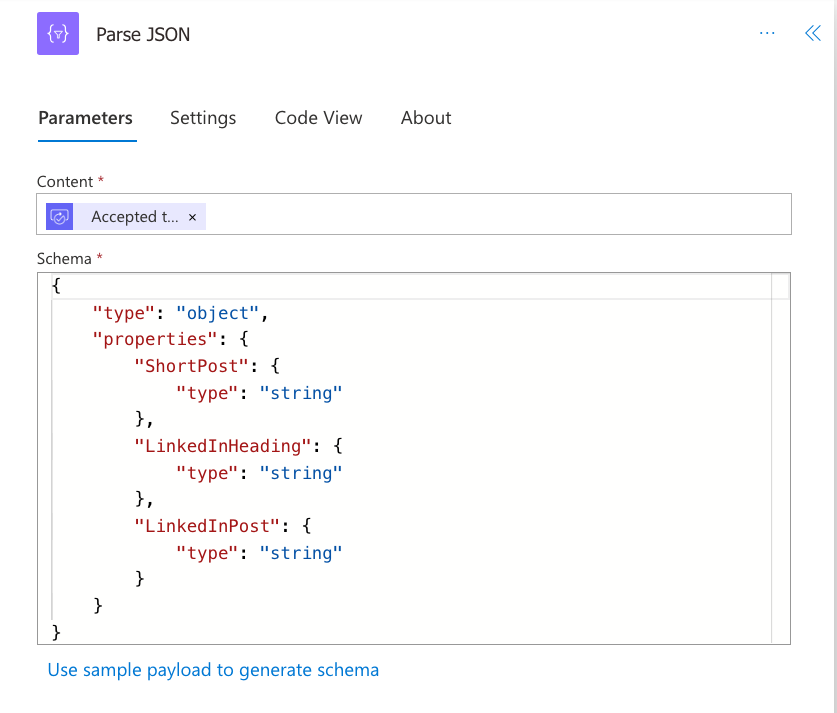 Parse JSON
Parameters Settings Code View About
Content *
Accepted t... ×
Schema *
{
    "type": "object",
    "properties": {
        "ShortPost": {
            "type": "string"
        },
        "LinkedInHeading": {
            "type": "string"
        },
        "LinkedInPost": {
            "type": "string"
        }
    }
}
Use sample payload to generate schema